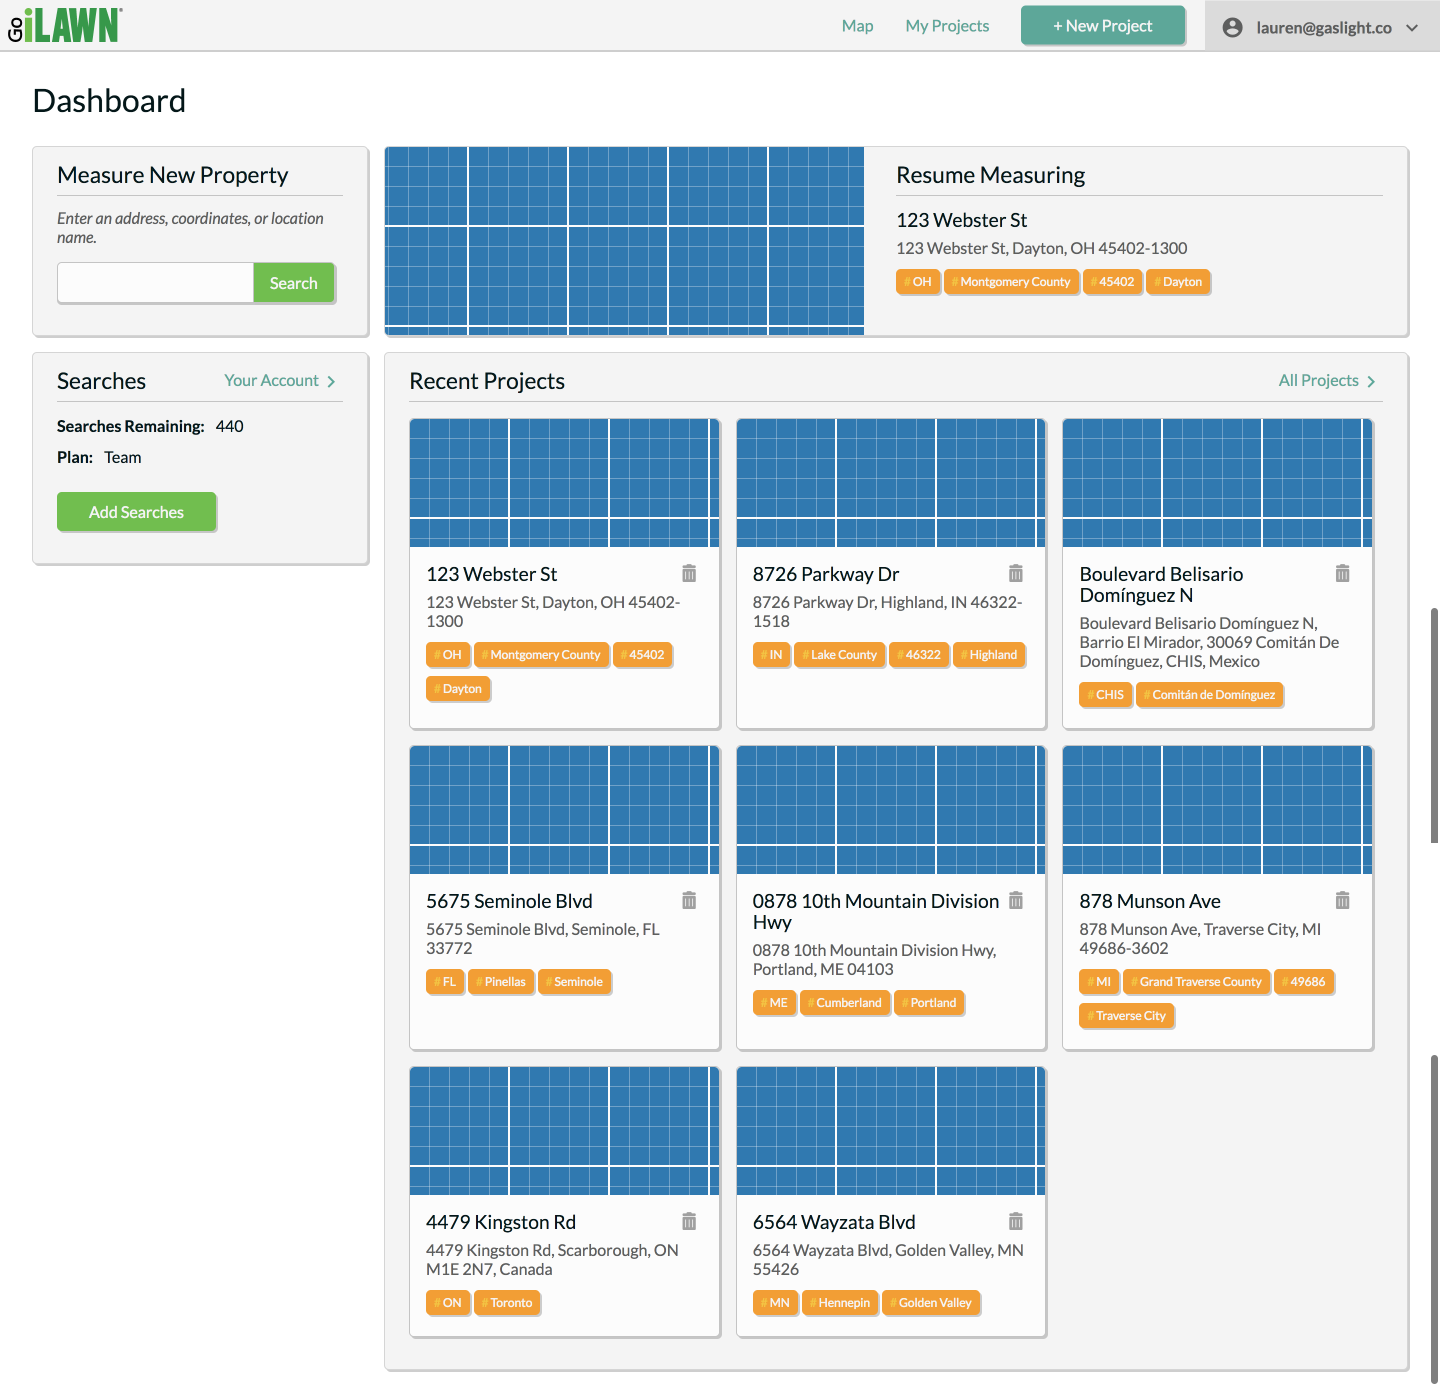 Go iLAWN®
Map
My Projects
+ New Project
lauren@gaslight.co
Dashboard
Measure New Property
Enter an address, coordinates, or location
name.
Search
Resume Measuring
123 Webster St
123 Webster St, Dayton, OH 45402-1300
#OH #Montgomery County #45402 #Dayton
Searches
Your Account
Searches Remaining: 440
Plan: Team
Add Searches
Recent Projects
All Projects
123 Webster St
123 Webster St, Dayton, OH 45402-
1300
#OH #Montgomery County #45402
#Dayton
8726 Parkway Dr
8726 Parkway Dr, Highland, IN 46322-
1518
#IN #Lake County #46322 #Highland
Boulevard Belisario
Domínguez N
Boulevard Belisario Domínguez N,
Barrio El Mirador, 30069 Comitán De
Domínguez, CHIS, Mexico
#CHIS #Comitán de Domínguez
5675 Seminole Blvd
5675 Seminole Blvd, Seminole, FL
33772
#FL #Pinellas #Seminole
0878 10th Mountain Division
Hwy
0878 10th Mountain Division Hwy,
Portland, ME 04103
#ME #Cumberland #Portland
878 Munson Ave
878 Munson Ave, Traverse City, MI
49686-3602
#MI #Grand Traverse County #49686
#Traverse City
4479 Kingston Rd
4479 Kingston Rd, Scarborough, ON
M1E 2N7, Canada
#ON #Toronto
6564 Wayzata Blvd
6564 Wayzata Blvd, Golden Valley, MN
55426
#MN #Hennepin #Golden Valley